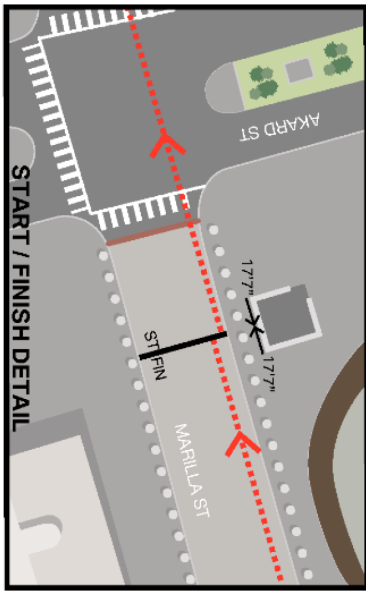 AKARD ST
17'7"
17'7"
ST/FIN
MARILLA ST
START / FINISH DETAIL